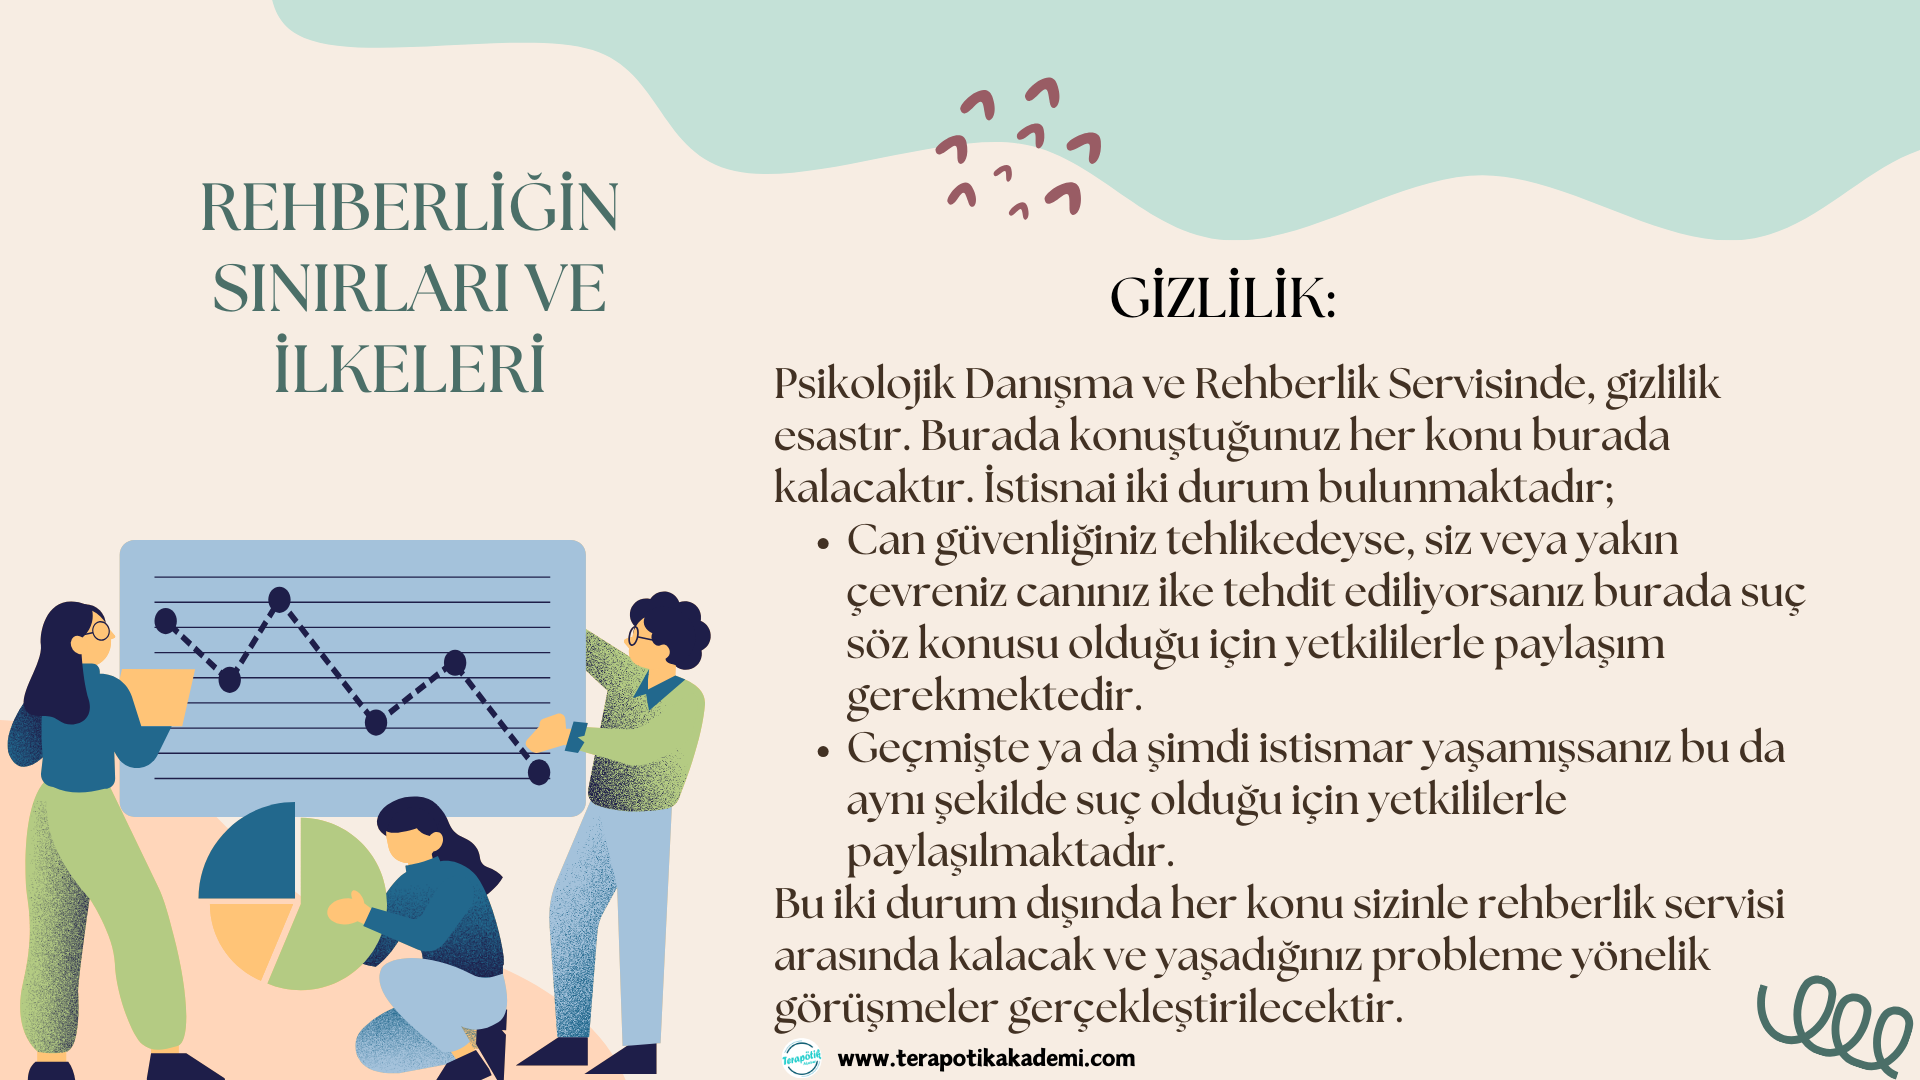 REHBERLİĞİN
SINIRLARI VE
İLKELERİ
GİZLİLİK:
Psikolojik Danışma ve Rehberlik Servisinde, gizlilik
esastır. Burada konuştuğunuz her konu burada
kalacaktır. İstisnai iki durum bulunmaktadır;
• Can güvenliğiniz tehlikedeyse, siz veya yakın
çevreniz canınız ike tehdit ediliyorsanız burada suç
söz konusu olduğu için yetkililerle paylaşım
gerekmektedir.
• Geçmişte ya da şimdi istismar yaşamışsanız bu da
aynı şekilde suç olduğu için yetkililerle
paylaşılmaktadır.
Bu iki durum dışında her konu sizinle rehberlik servisi
arasında kalacak ve yaşadığınız probleme yönelik
görüşmeler gerçekleştirilecektir.
Terapötik
www.terapotikakademi.com